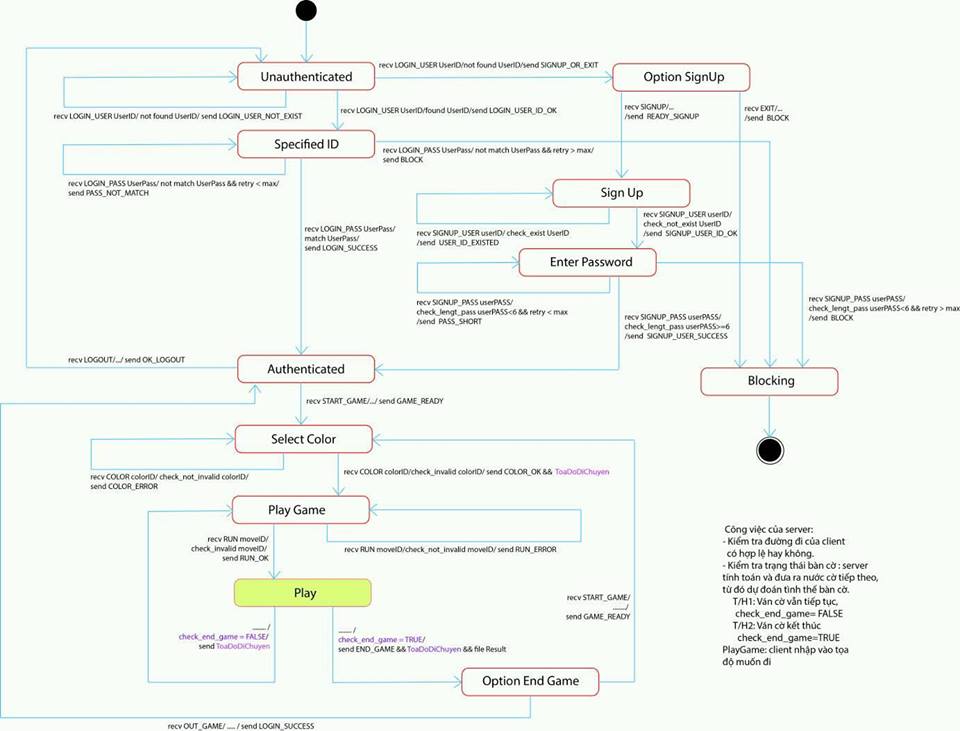 Unauthenticated
recv LOGIN_USER UserID/not found UserID/send SIGNUP_OR_EXIT
Option SignUp
recv LOGIN_USER UserID/ not found UserID/ send LOGIN_USER_NOT_EXIST
recv LOGIN_USER UserID/found UserID/send LOGIN_USER_ID_OK
recv SIGNUP/...
/send READY_SIGNUP
recv EXIT/...
/send BLOCK
Specified ID
recv LOGIN_PASS UserPass/ not match UserPass && retry > max/
send BLOCK
recv LOGIN_PASS UserPass/ not match UserPass && retry < max/
send PASS_NOT_MATCH
Sign Up
recv LOGIN_PASS UserPass/
match UserPass/
send LOGIN_SUCCESS
recv SIGNUP_USER userID/ check_exist UserID
/send USER_ID_EXISTED
recv SIGNUP_USER userID/
check_not_exist UserID
/send SIGNUP_USER_ID_OK
Enter Password
recv SIGNUP_PASS userPASS/
check_lengt_pass userPASS<6 && retry < max
/send PASS_SHORT
recv SIGNUP_PASS userPASS/
check_lengt_pass userPASS>=6
/send SIGNUP_USER_SUCCESS
recv SIGNUP_PASS userPASS/
check_lengt_pass userPASS<6 && retry > max
/send BLOCK
recv LOGOUT/.../ send OK_LOGOUT
Authenticated
Blocking
recv START_GAME/.../ send GAME_READY
Select Color
recv COLOR colorID/ check_not_invalid colorID/
send COLOR_ERROR
recv COLOR colorID/check_invalid colorID/ send COLOR_OK && ToaDoDiChuyen
Play Game
recv RUN moveID/
check_invalid moveID/
send RUN_OK
recv RUN moveID/check_not_invalid moveID/ send RUN_ERROR
Play
....... /
check_end_game = FALSE/
send ToaDoDiChuyen
....... /
check_end_game = TRUE/
send END_GAME && ToaDoDiChuyen && file Result
recv START_GAME/
......./
send GAME_READY
Option End Game
recv OUT_GAME/ ..... / send LOGIN_SUCCESS
Công việc của server:
- Kiểm tra đường đi của client
có hợp lệ hay không.
- Kiểm tra trạng thái bàn cờ : server
tính toán và đưa ra nước cờ tiếp theo,
từ đó dự đoán tình thế bàn cờ.
T/H1: Ván cờ vẫn tiếp tục,
check_end_game= FALSE
T/H2: Ván cờ kết thúc
check_end_game=TRUE
PlayGame: client nhập vào tọa
độ muốn đi